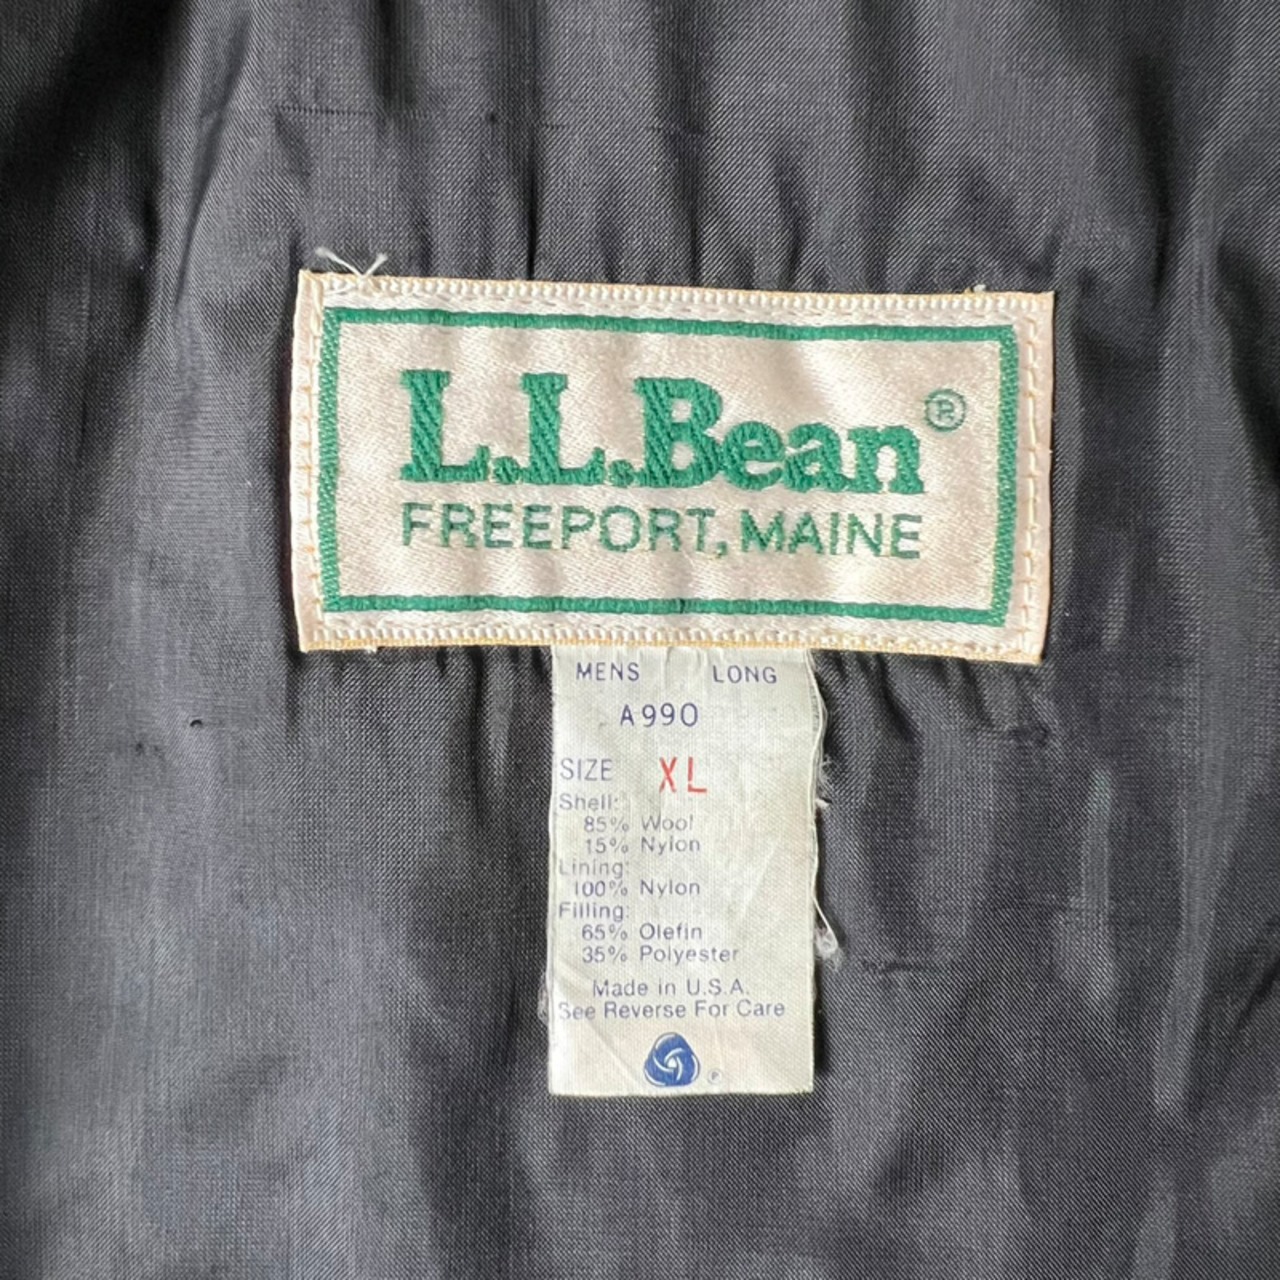 L.L.Bean®
FREEPORT, MAINE
MENS LONG
A990
SIZE XL
Shell:
85% Wool
15% Nylon
Lining:
100% Nylon
Filling:
65% Olefin
35% Polyester
Made in U.S.A.
See Reverse For Care